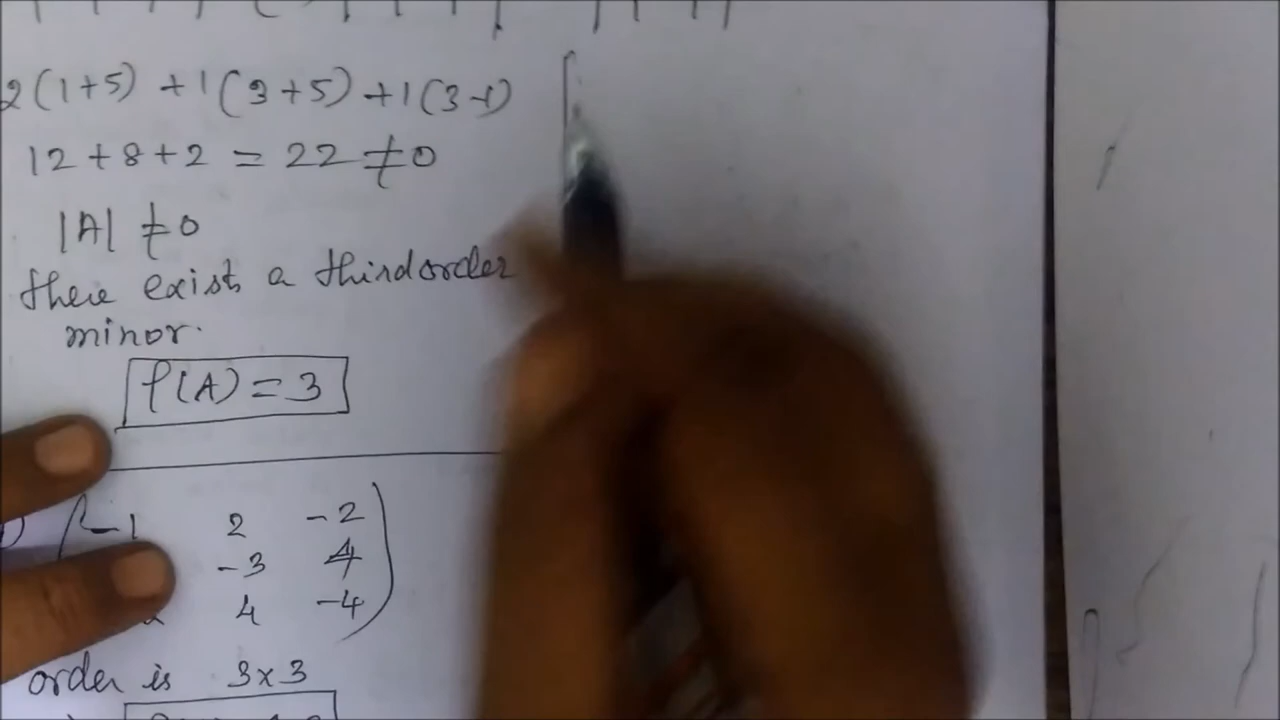 2(1+5) +1(3+5) +1(3-1)
12+8+2 = 22 ≠0
|A| ≠0
there exist a third order
minor.
ρ(A) = 3
-1 2 -2
-3 4
4 -4
order is 3x3